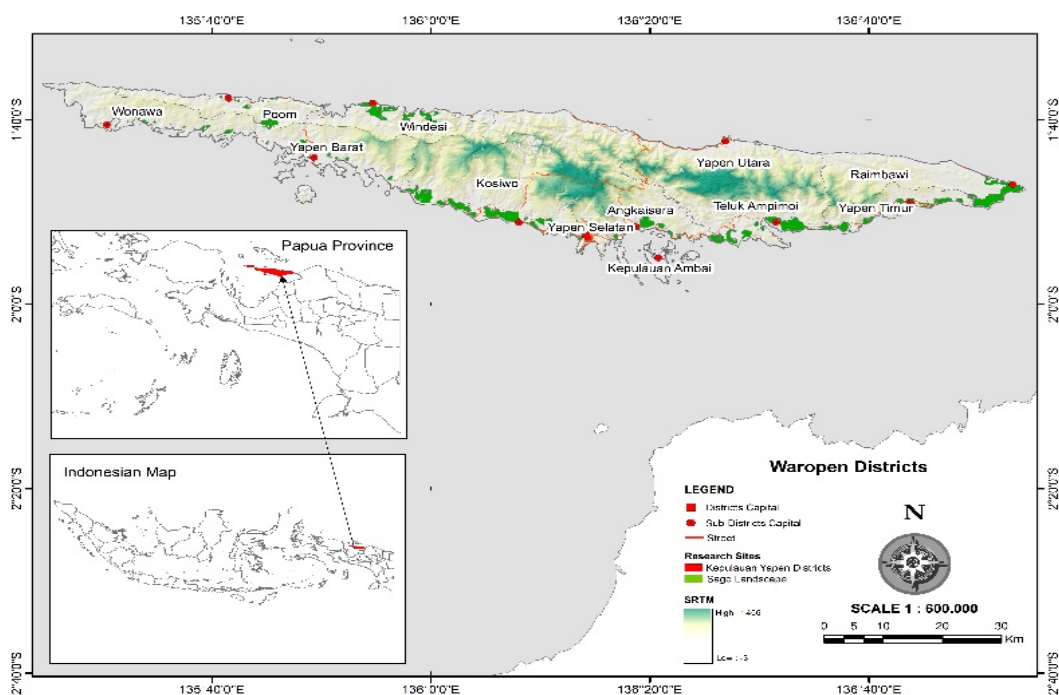 135°40'0"E 136°0'0"E 136°20'0"E 136°40'0"E
1°40'0"S 1°40'0"S
Wonawa
Poom
Windesi
Yapen Barat
Yapen Utara
Raimbawi
Kosiwo
Angkaisera
Teluk Ampimoi
Yapen Timur
Yapen Selatan
Kepulauan Ambai
Papua Province
2°0'0"S 2°0'0"S
Indonesian Map
2°20'0"S 2°20'0"S
Waropen Districts
LEGEND
Districts Capital
Sub Districts Capital
Street
Research Sites
Kepulauan Yapen Districts
Sago Landscape
SRTM
High
Low : -5
N
SCALE 1 : 600.000
0 5 10 20 30
Km
2°40'0"S 2°40'0"S
135°40'0"E 136°0'0"E 136°20'0"E 136°40'0"E